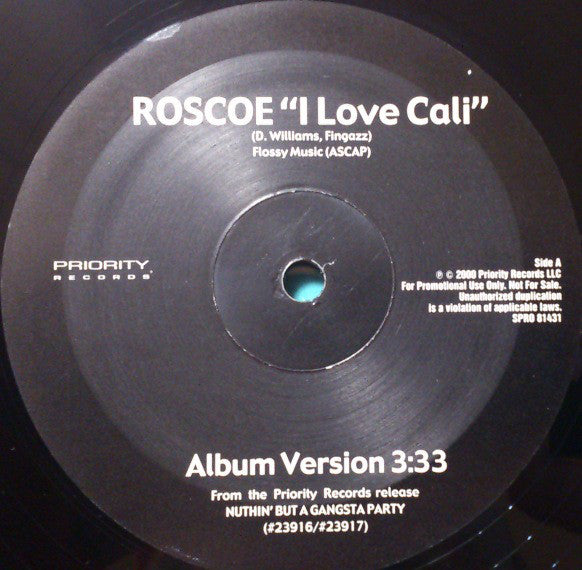 ROSCOE “I Love Cali”
(D. Williams, Fingazz)
Flossy Music (ASCAP)
PRIORITY
RECORDS
Side A
℗ © 2000 Priority Records LLC
For Promotional Use Only. Not For Sale.
Unauthorized duplication
is a violation of applicable laws.
SPRO 81431
Album Version 3:33
From the Priority Records release
NUTHIN' BUT A GANGSTA PARTY
(#23916/#23917)